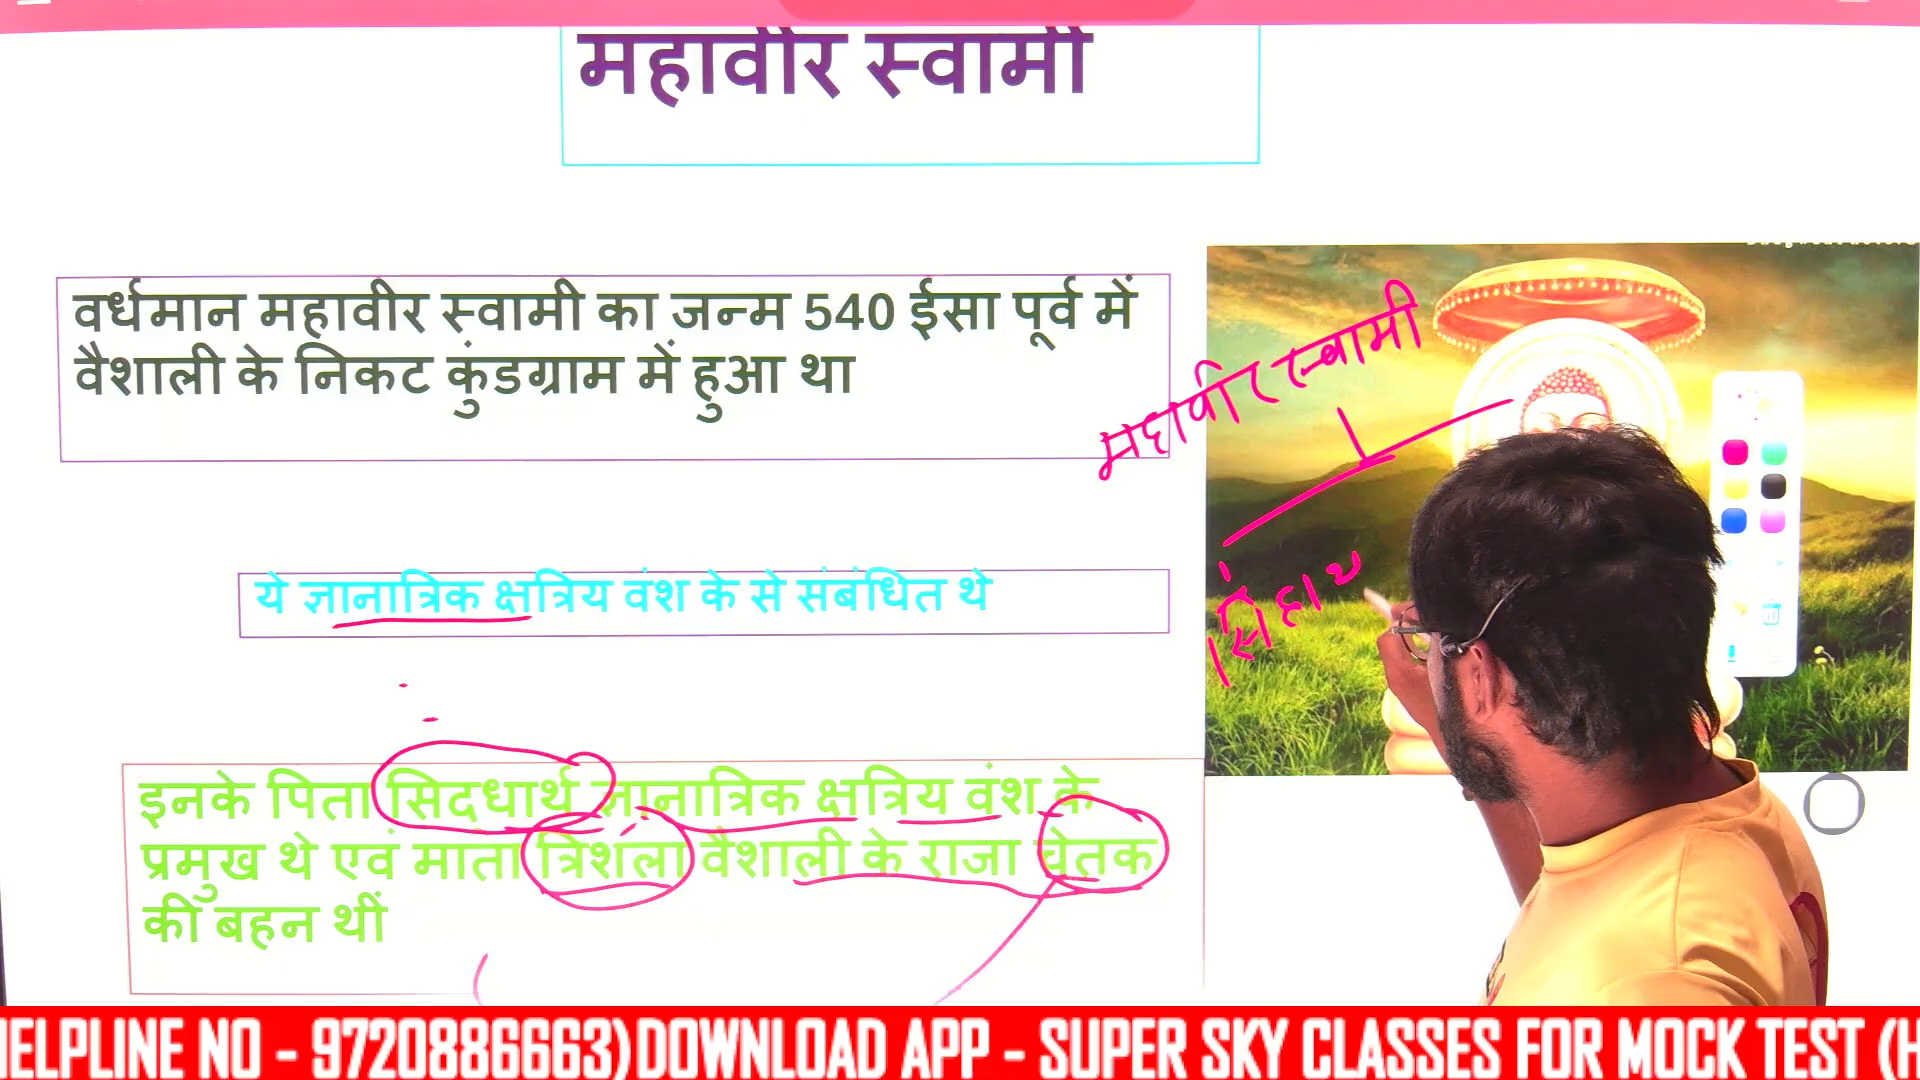 महावीर स्वामी
वर्धमान महावीर स्वामी का जन्म 540 ईसा पूर्व में
वैशाली के निकट कुंडग्राम में हुआ था
महावीर स्वामी
ये ज्ञानात्रिक क्षत्रिय वंश के से संबंधित थे
इनके पिता सिदधार्थ ज्ञानात्रिक क्षत्रिय वंश के
प्रमुख थे एवं माता त्रिशला वैशाली के राजा चेतक
की बहन थीं
HELPLINE NO - 9720886663) DOWNLOAD APP - SUPER SKY CLASSES FOR MOCK TEST (H